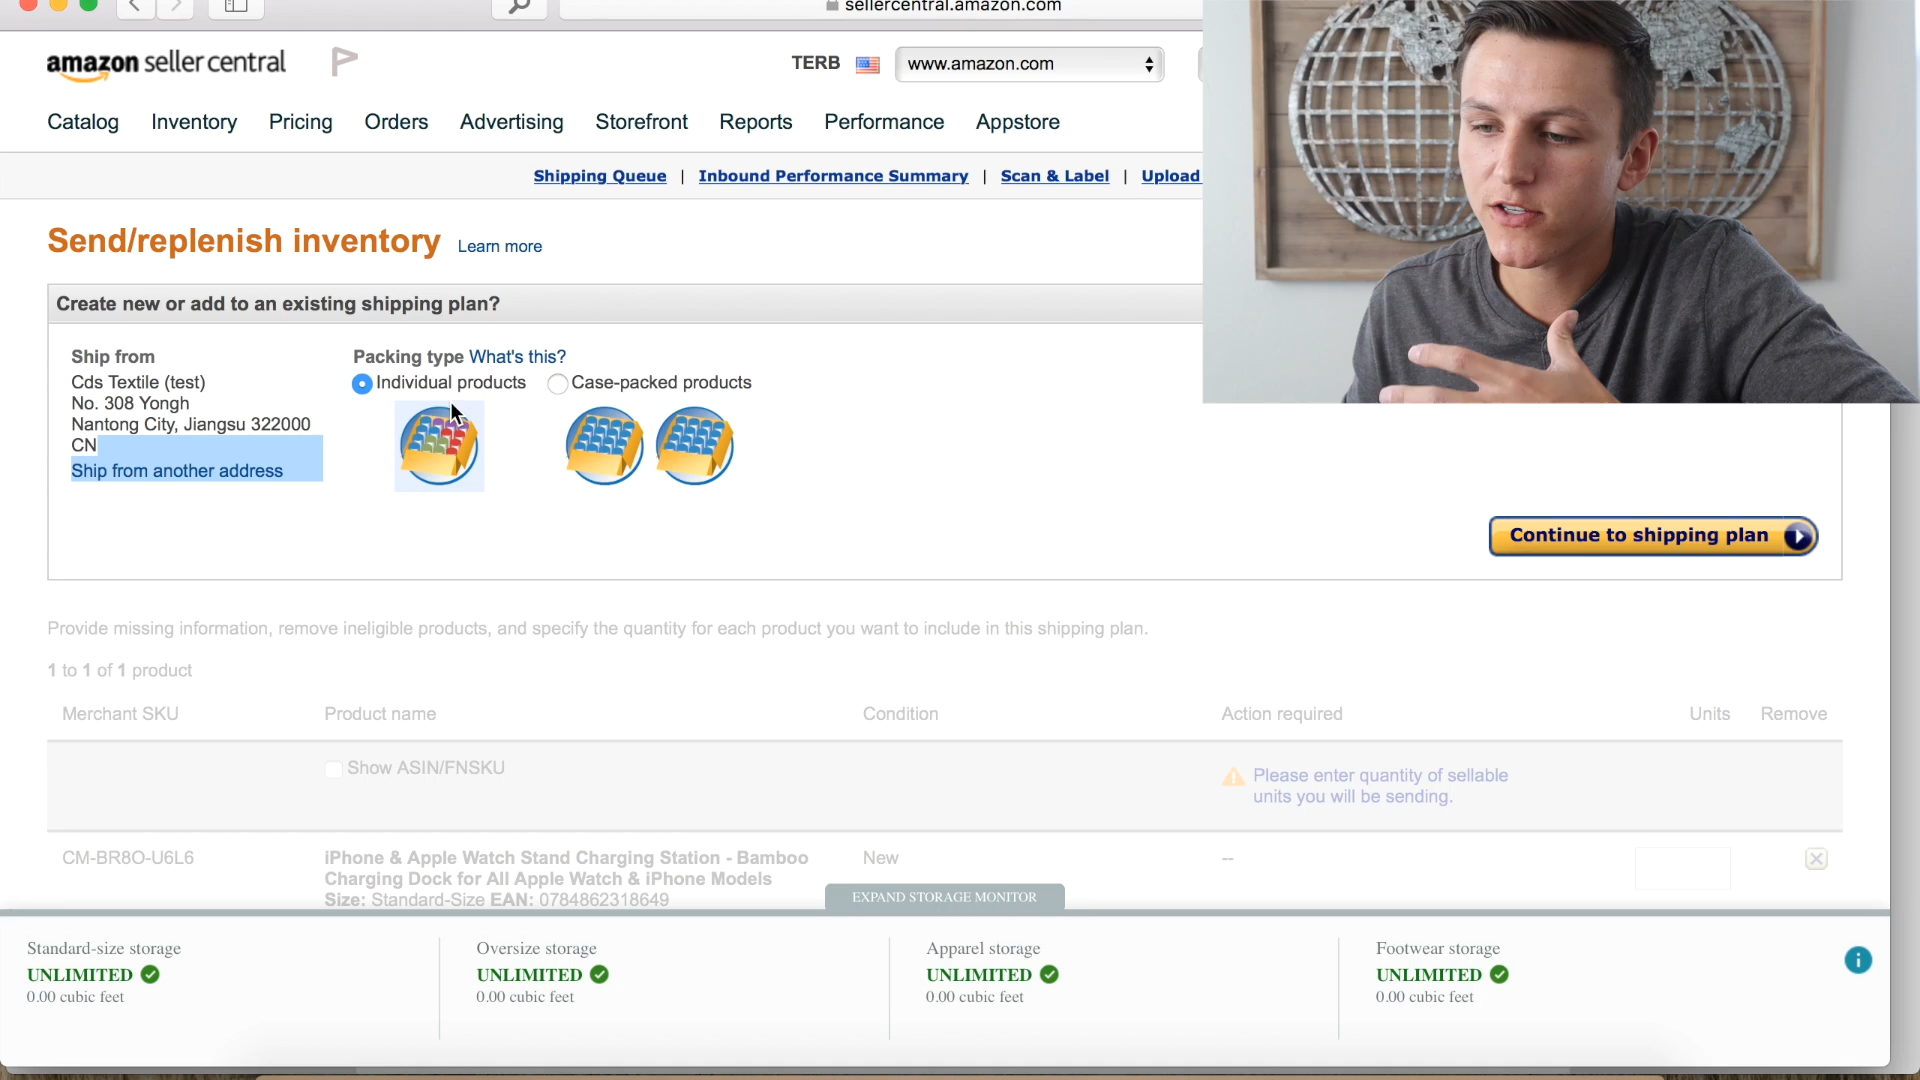 sellercentral.amazon.com
amazon seller central
TERB www.amazon.com
Catalog Inventory Pricing Orders Advertising Storefront Reports Performance Appstore
Shipping Queue | Inbound Performance Summary | Scan & Label | Upload
Send/replenish inventory Learn more
Create new or add to an existing shipping plan?
Ship from
Cds Textile (test)
No. 308 Yongh
Nantong City, Jiangsu 322000
CN
Ship from another address
Packing type What's this?
Individual products Case-packed products
Continue to shipping plan
Provide missing information, remove ineligible products, and specify the quantity for each product you want to include in this shipping plan.
1 to 1 of 1 product
Merchant SKU Product name Condition Action required Units Remove
Show ASIN/FNSKU
Please enter quantity of sellable
units you will be sending.
CM-BR8O-U6L6
iPhone & Apple Watch Stand Charging Station - Bamboo
Charging Dock for All Apple Watch & iPhone Models
Size: Standard-Size EAN: 0784862318649
New
--
EXPAND STORAGE MONITOR
Standard-size storage
UNLIMITED
0.00 cubic feet
Oversize storage
UNLIMITED
0.00 cubic feet
Apparel storage
UNLIMITED
0.00 cubic feet
Footwear storage
UNLIMITED
0.00 cubic feet